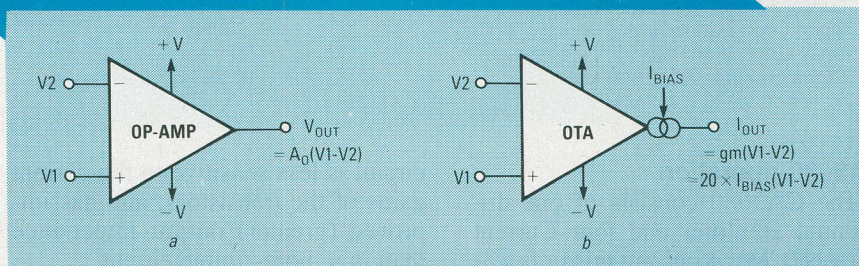 + V
V2
−
OP-AMP
V_OUT
= A_0(V1-V2)
V1
+
− V
a
+ V
I_BIAS
V2
−
OTA
I_OUT
= gm(V1-V2)
≈20 × I_BIAS(V1-V2)
V1
+
− V
b